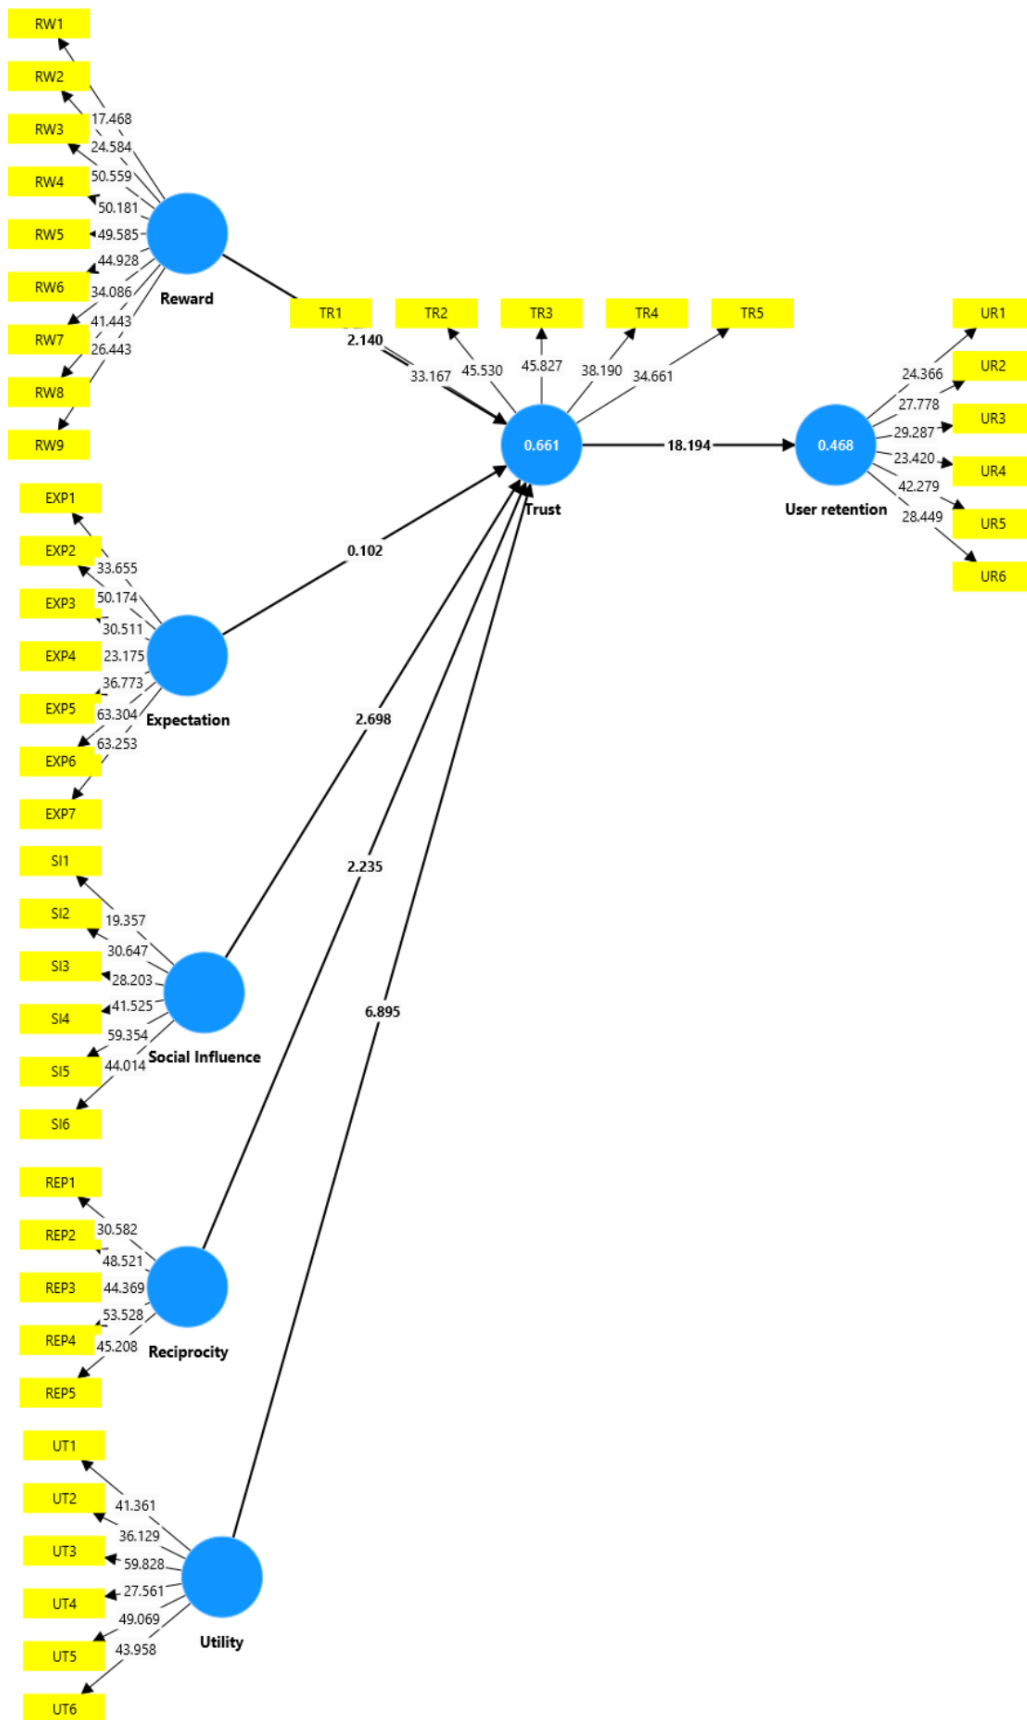 RW1
RW2
RW3
RW4
RW5
RW6
RW7
RW8
RW9
17.468
24.584
50.559
50.181
49.585
44.928
34.086
41.443
26.443
Reward
2.140
TR1
TR2
TR3
TR4
TR5
33.167
45.530
45.827
38.190
34.661
0.661
Trust
18.194
0.468
User retention
24.366
27.778
29.287
23.420
42.279
28.449
UR1
UR2
UR3
UR4
UR5
UR6
EXP1
EXP2
EXP3
EXP4
EXP5
EXP6
EXP7
33.655
50.174
30.511
23.175
36.773
63.304
63.253
Expectation
0.102
SI1
SI2
SI3
SI4
SI5
SI6
19.357
30.647
28.203
41.525
59.354
44.014
Social Influence
2.698
REP1
REP2
REP3
REP4
REP5
30.582
48.521
44.369
53.528
45.208
Reciprocity
2.235
UT1
UT2
UT3
UT4
UT5
UT6
41.361
36.129
59.828
27.561
49.069
43.958
Utility
6.895